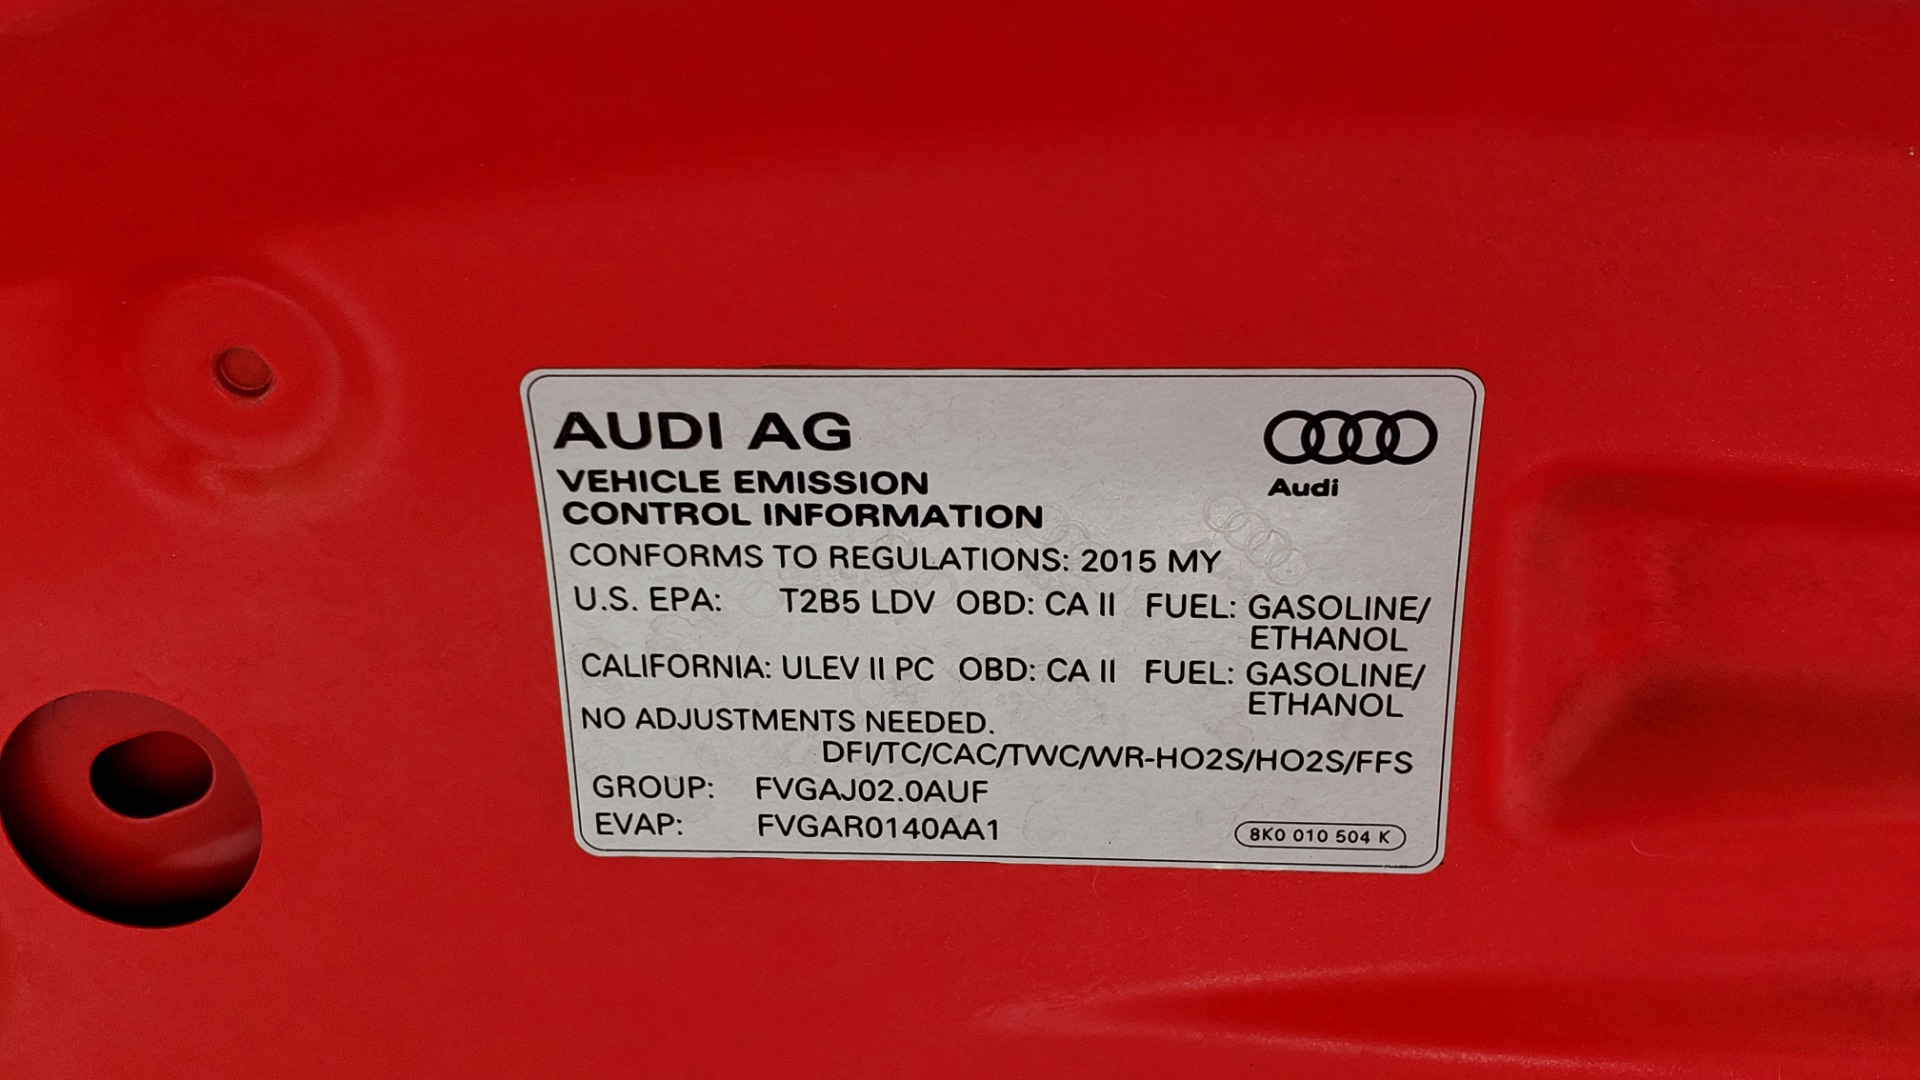 AUDI AG
Audi
VEHICLE EMISSION
CONTROL INFORMATION
CONFORMS TO REGULATIONS: 2015 MY
U.S. EPA: T2B5 LDV OBD: CA II FUEL: GASOLINE/
ETHANOL
CALIFORNIA: ULEV II PC OBD: CA II FUEL: GASOLINE/
ETHANOL
NO ADJUSTMENTS NEEDED.
DFI/TC/CAC/TWC/WR-HO2S/HO2S/FFS
GROUP: FVGAJ02.0AUF
EVAP: FVGAR0140AA1
8K0 010 504 K